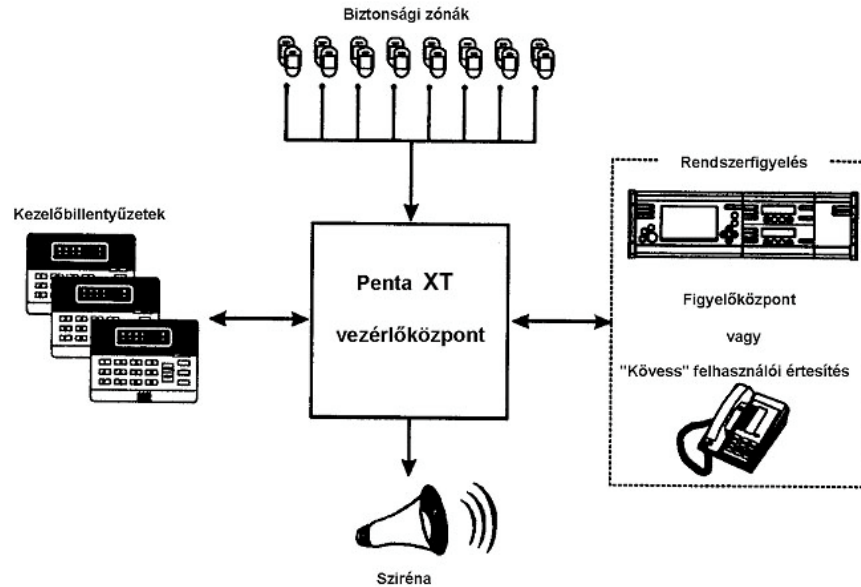 Biztonsági zónák
Rendszerfigyelés
Kezelőbillentyűzetek
Penta XT
vezérlőközpont
Figyelőközpont
vagy
"Kövess" felhasználói értesítés
Sziréna